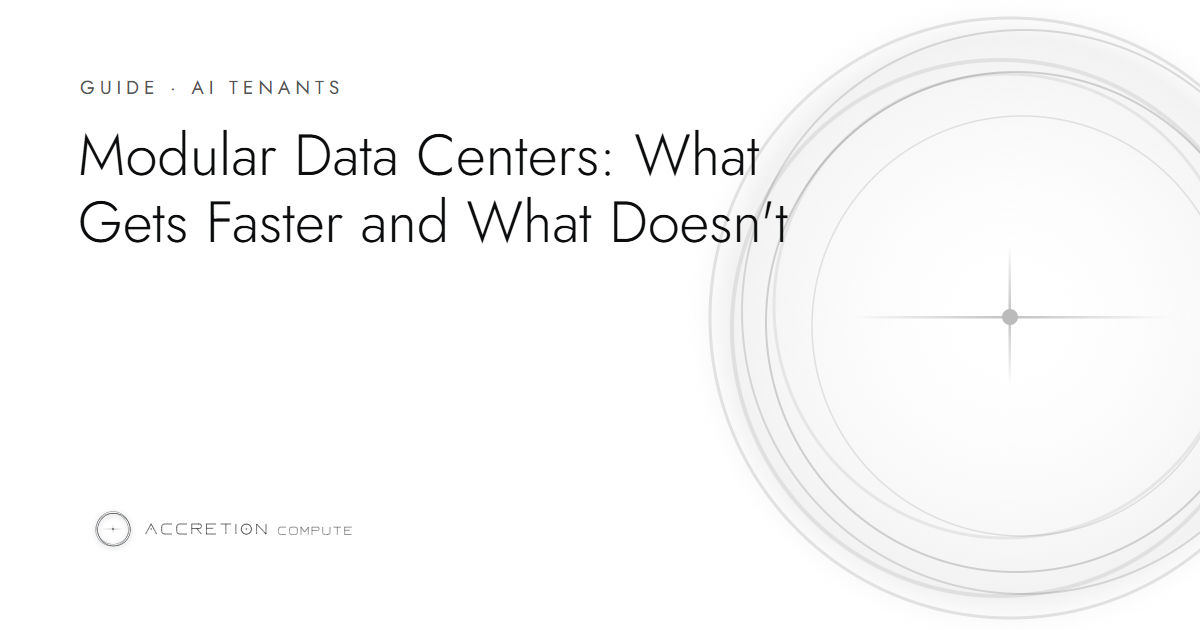 GUIDE · AI TENANTS
Modular Data Centers: What
Gets Faster and What Doesn't
ACCRETION COMPUTE